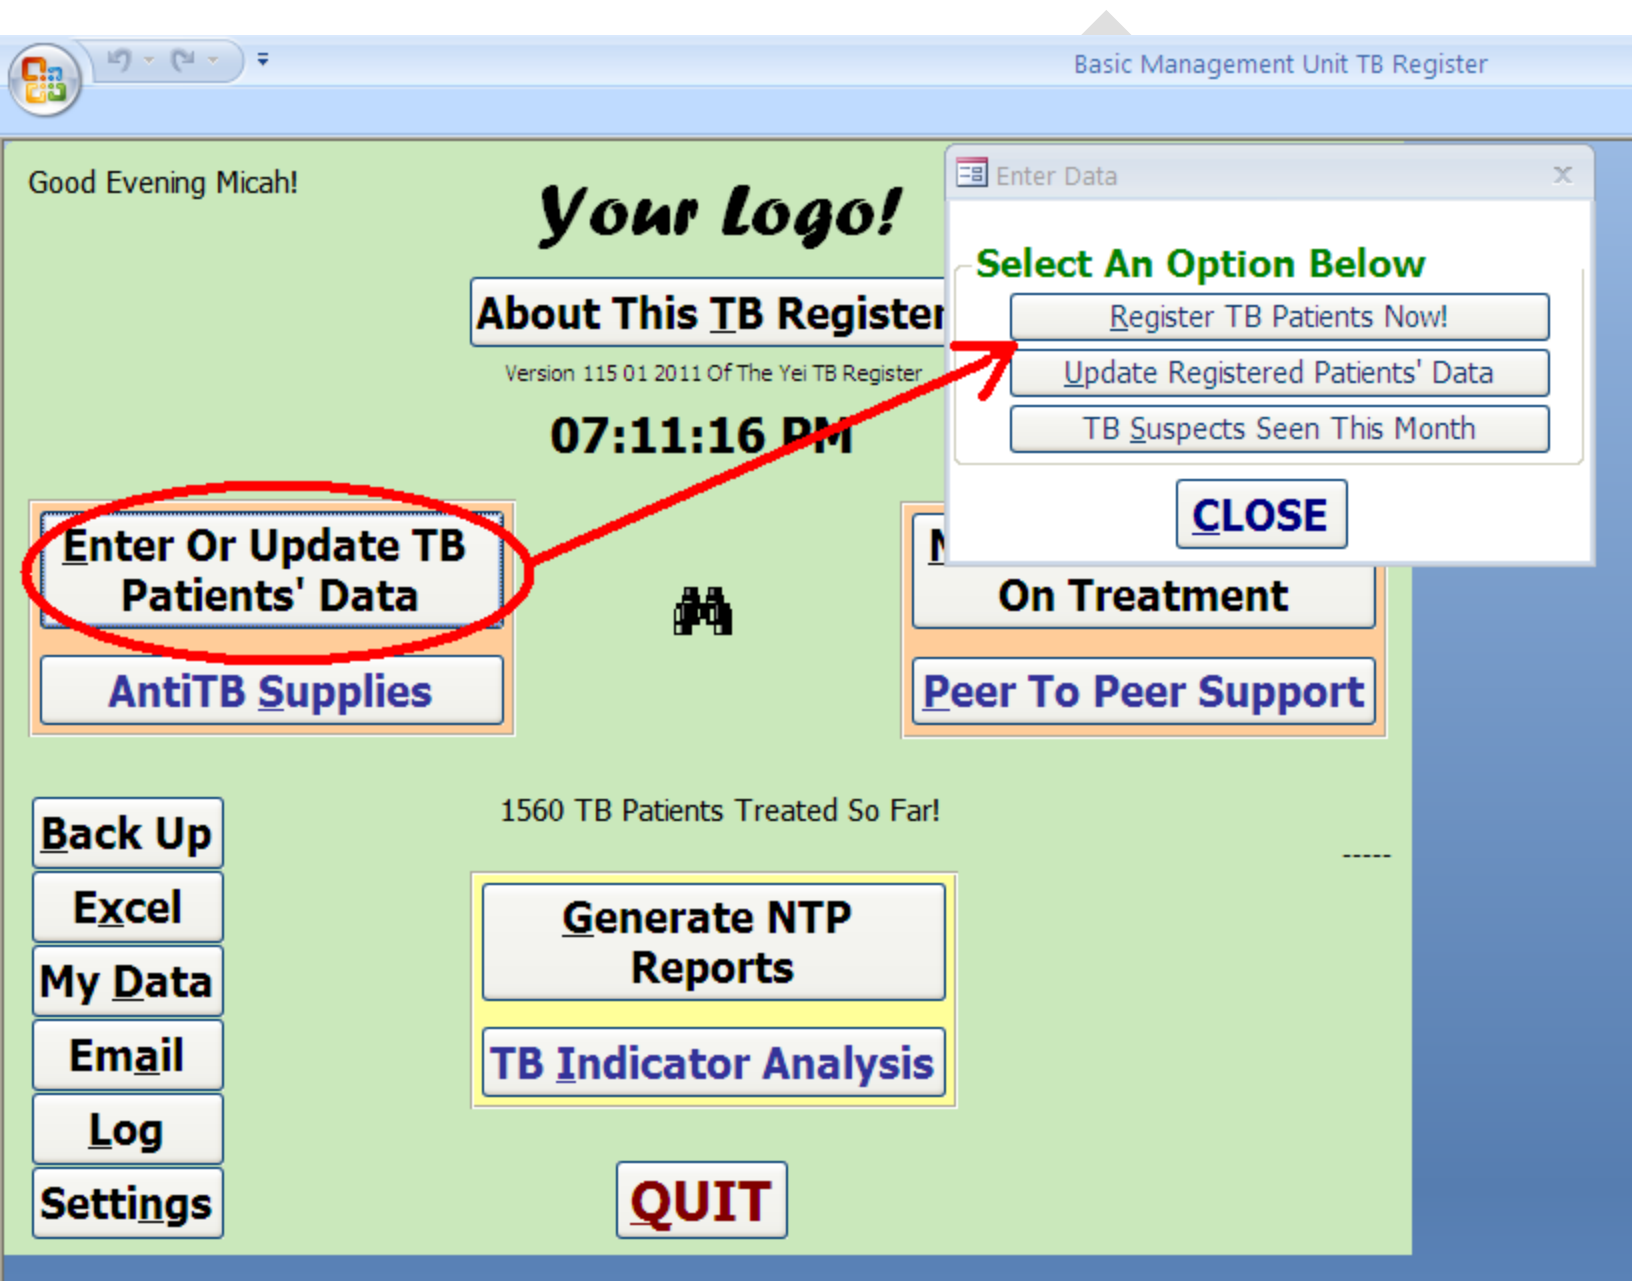 Basic Management Unit TB Register
Good Evening Micah!
Your Logo!
About This TB Register
Version 115 01 2011 Of The Yei TB Register
07:11:16 PM
Enter Data
x
Select An Option Below
Register TB Patients Now!
Update Registered Patients' Data
TB Suspects Seen This Month
CLOSE
Enter Or Update TB
Patients' Data
AntiTB Supplies
On Treatment
Peer To Peer Support
1560 TB Patients Treated So Far!
-----
Back Up
Excel
My Data
Email
Log
Settings
Generate NTP
Reports
TB Indicator Analysis
QUIT